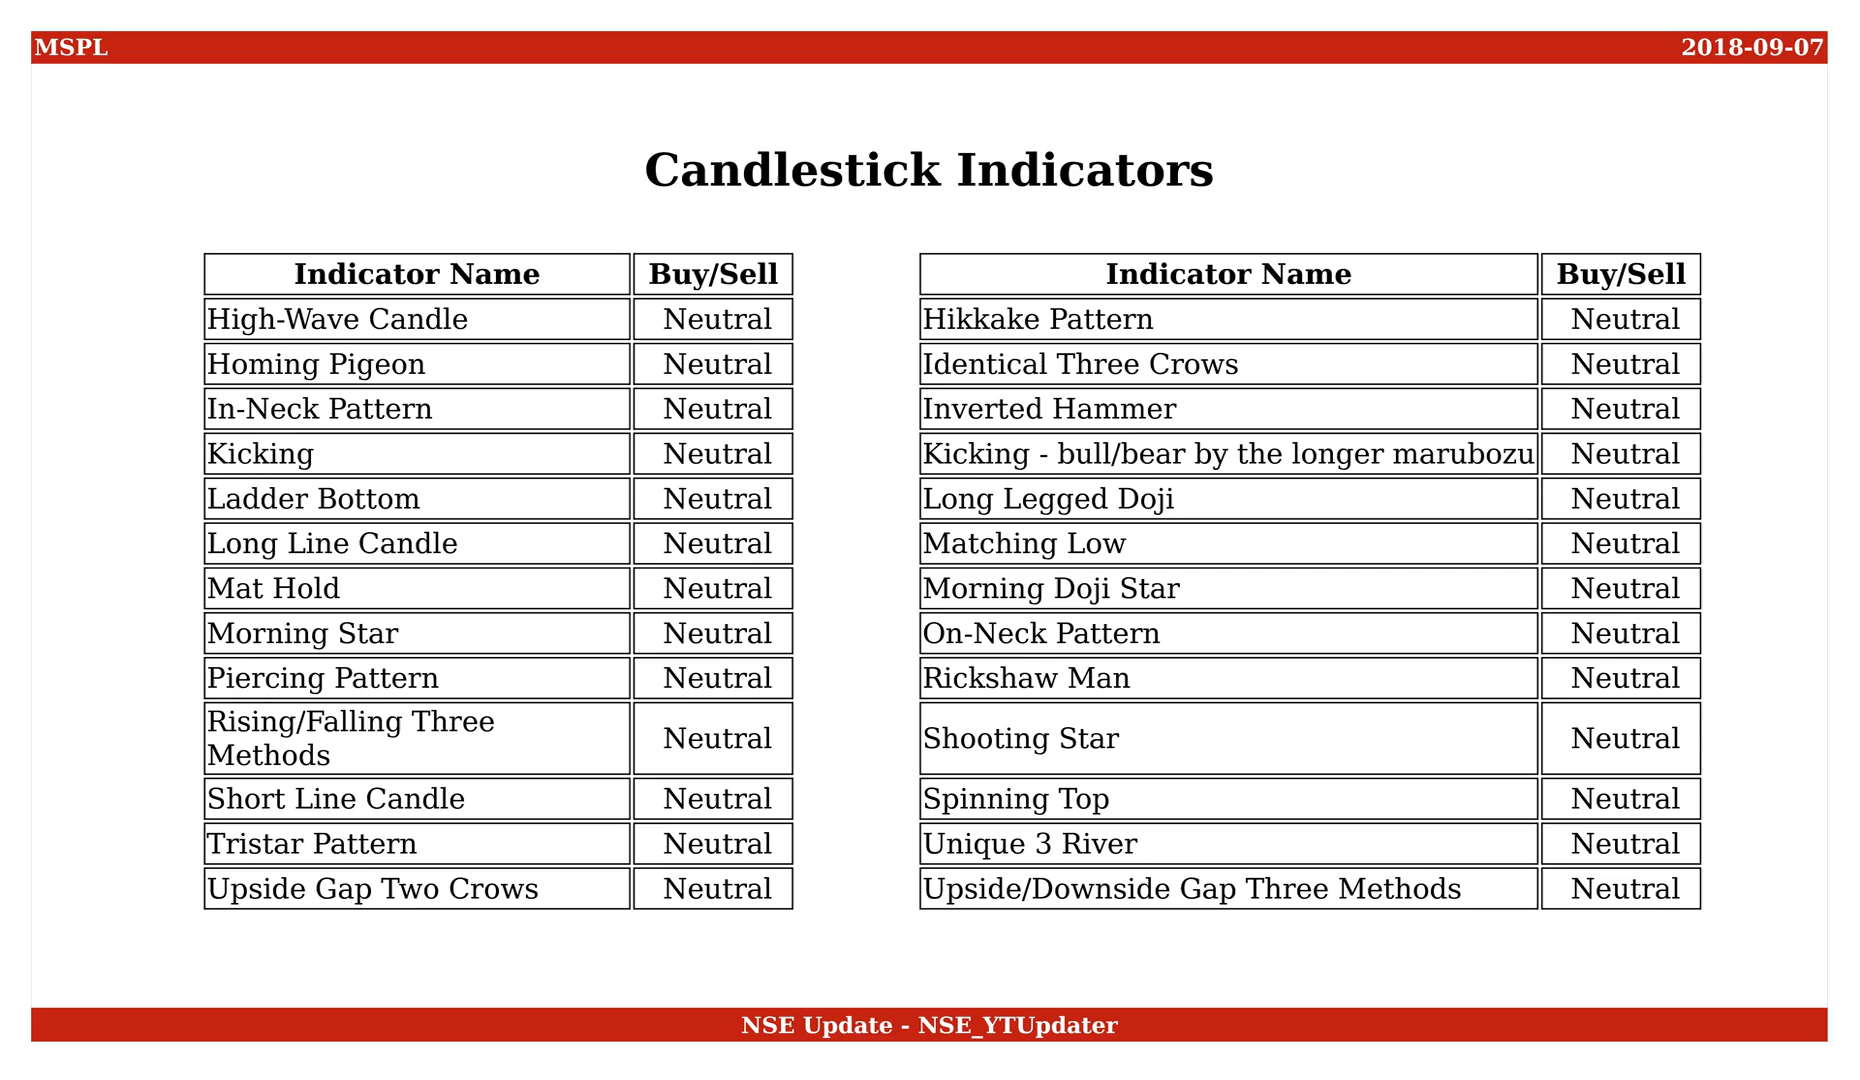 MSPL 2018-09-07
Candlestick Indicators
Indicator Name Buy/Sell
High-Wave Candle Neutral
Homing Pigeon Neutral
In-Neck Pattern Neutral
Kicking Neutral
Ladder Bottom Neutral
Long Line Candle Neutral
Mat Hold Neutral
Morning Star Neutral
Piercing Pattern Neutral
Rising/Falling Three
Methods Neutral
Short Line Candle Neutral
Tristar Pattern Neutral
Upside Gap Two Crows Neutral
Indicator Name Buy/Sell
Hikkake Pattern Neutral
Identical Three Crows Neutral
Inverted Hammer Neutral
Kicking - bull/bear by the longer marubozu Neutral
Long Legged Doji Neutral
Matching Low Neutral
Morning Doji Star Neutral
On-Neck Pattern Neutral
Rickshaw Man Neutral
Shooting Star Neutral
Spinning Top Neutral
Unique 3 River Neutral
Upside/Downside Gap Three Methods Neutral
NSE Update - NSE_YTUpdater